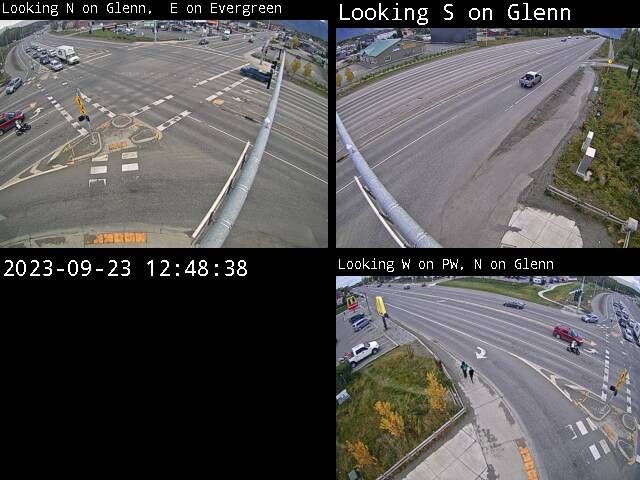 Looking N on Glenn,  E on Evergreen
Looking S on Glenn
2023-09-23 12:48:38
Looking W on PW, N on Glenn